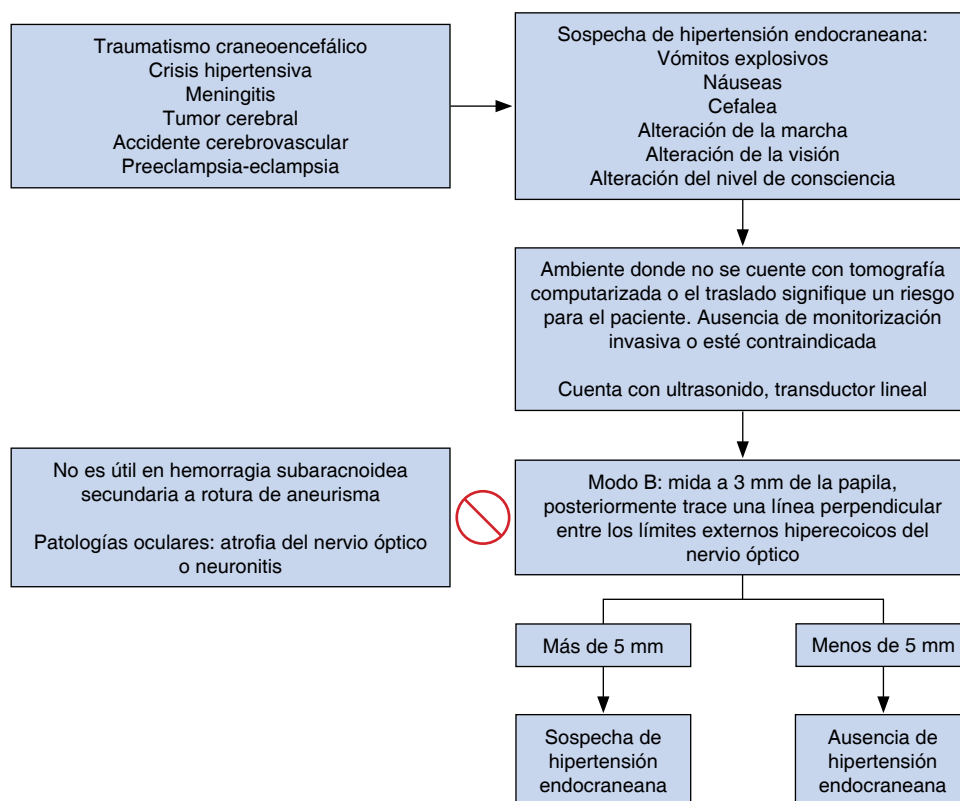 Traumatismo craneoencefálico
Crisis hipertensiva
Meningitis
Tumor cerebral
Accidente cerebrovascular
Preeclampsia-eclampsia
Sospecha de hipertensión endocraneana:
Vómitos explosivos
Náuseas
Cefalea
Alteración de la marcha
Alteración de la visión
Alteración del nivel de consciencia
Ambiente donde no se cuente con tomografía
computarizada o el traslado signifique un riesgo
para el paciente. Ausencia de monitorización
invasiva o esté contraindicada
Cuenta con ultrasonido, transductor lineal
No es útil en hemorragia subaracnoidea
secundaria a rotura de aneurisma
Patologías oculares: atrofia del nervio óptico
o neuronitis
Modo B: mida a 3 mm de la papila,
posteriormente trace una línea perpendicular
entre los límites externos hiperecoicos del
nervio óptico
Más de 5 mm
Menos de 5 mm
Sospecha de
hipertensión
endocraneana
Ausencia de
hipertensión
endocraneana